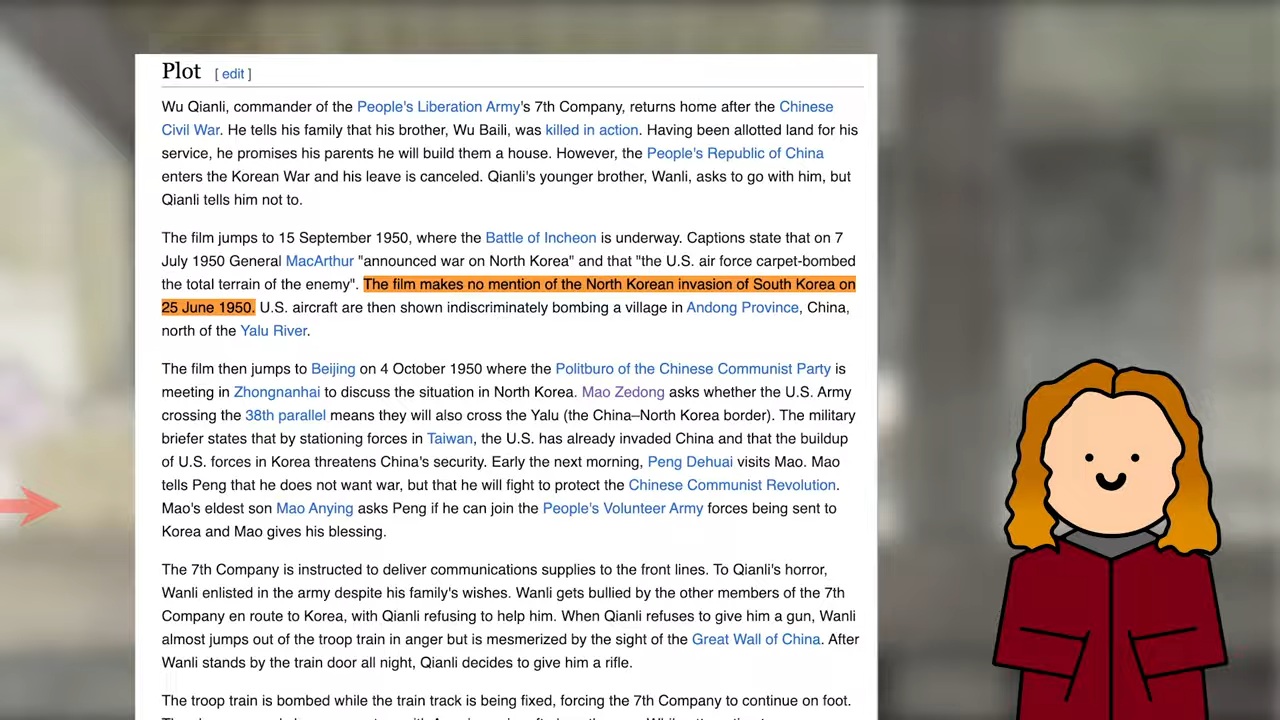 Plot [ edit ]
Wu Qianli, commander of the People's Liberation Army's 7th Company, returns home after the Chinese
Civil War. He tells his family that his brother, Wu Baili, was killed in action. Having been allotted land for his
service, he promises his parents he will build them a house. However, the People's Republic of China
enters the Korean War and his leave is canceled. Qianli's younger brother, Wanli, asks to go with him, but
Qianli tells him not to.
The film jumps to 15 September 1950, where the Battle of Incheon is underway. Captions state that on 7
July 1950 General MacArthur "announced war on North Korea" and that "the U.S. air force carpet-bombed
the total terrain of the enemy". The film makes no mention of the North Korean invasion of South Korea on
25 June 1950. U.S. aircraft are then shown indiscriminately bombing a village in Andong Province, China,
north of the Yalu River.
The film then jumps to Beijing on 4 October 1950 where the Politburo of the Chinese Communist Party is
meeting in Zhongnanhai to discuss the situation in North Korea. Mao Zedong asks whether the U.S. Army
crossing the 38th parallel means they will also cross the Yalu (the China–North Korea border). The military
briefer states that by stationing forces in Taiwan, the U.S. has already invaded China and that the buildup
of U.S. forces in Korea threatens China's security. Early the next morning, Peng Dehuai visits Mao. Mao
tells Peng that he does not want war, but that he will fight to protect the Chinese Communist Revolution.
Mao's eldest son Mao Anying asks Peng if he can join the People's Volunteer Army forces being sent to
Korea and Mao gives his blessing.
The 7th Company is instructed to deliver communications supplies to the front lines. To Qianli's horror,
Wanli enlisted in the army despite his family's wishes. Wanli gets bullied by the other members of the 7th
Company en route to Korea, with Qianli refusing to help him. When Qianli refuses to give him a gun, Wanli
almost jumps out of the troop train in anger but is mesmerized by the sight of the Great Wall of China. After
Wanli stands by the train door all night, Qianli decides to give him a rifle.
The troop train is bombed while the train track is being fixed, forcing the 7th Company to continue on foot.